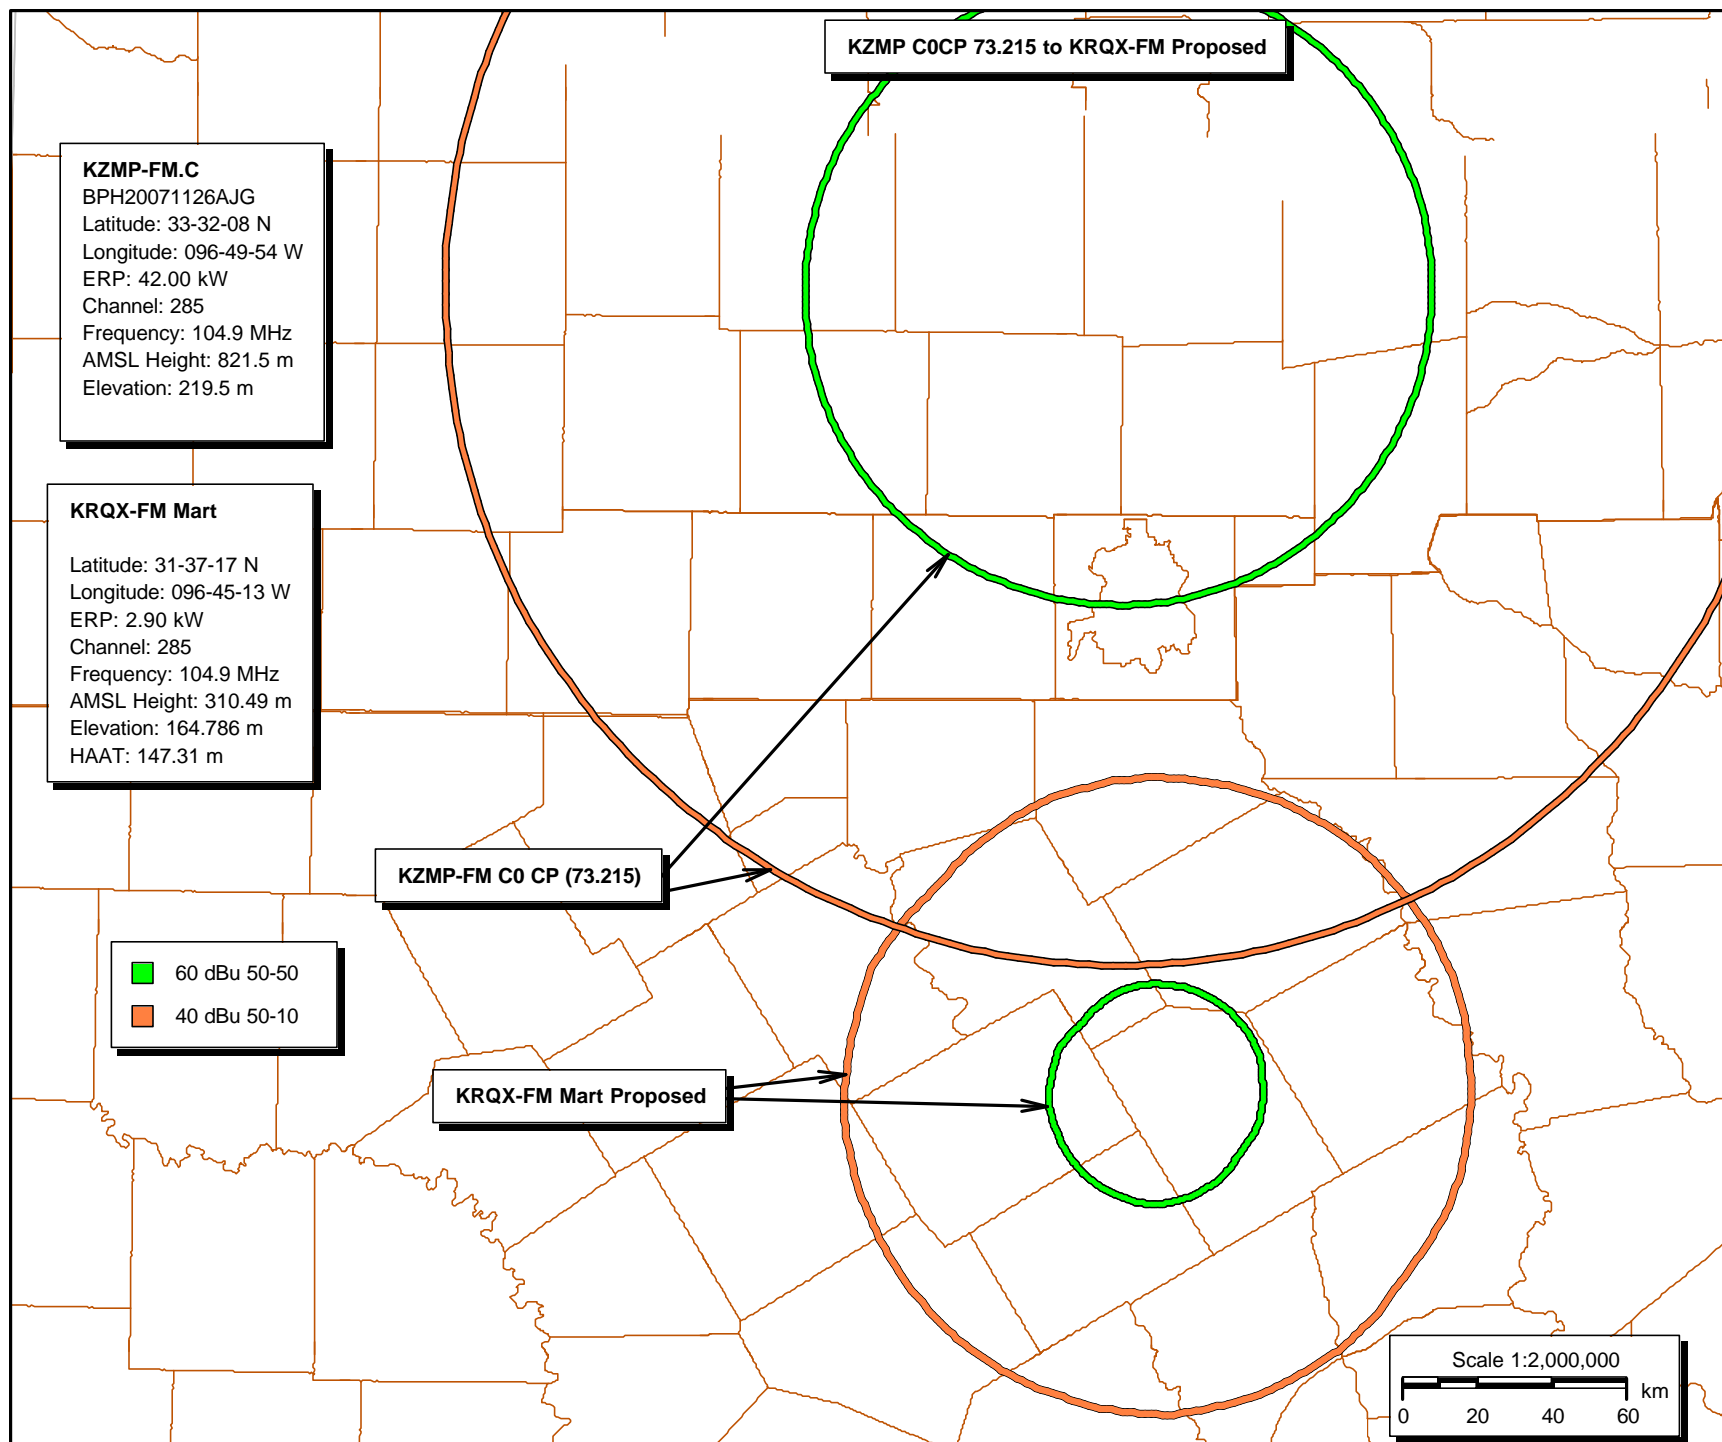 KZMP C0CP 73.215 to KRQX-FM Proposed
KZMP-FM.C
BPH20071126AJG
Latitude: 33-32-08 N
Longitude: 096-49-54 W
ERP: 42.00 kW
Channel: 285
Frequency: 104.9 MHz
AMSL Height: 821.5 m
Elevation: 219.5 m
KRQX-FM Mart
Latitude: 31-37-17 N
Longitude: 096-45-13 W
ERP: 2.90 kW
Channel: 285
Frequency: 104.9 MHz
AMSL Height: 310.49 m
Elevation: 164.786 m
HAAT: 147.31 m
KZMP-FM C0 CP (73.215)
60 dBu 50-50
40 dBu 50-10
KRQX-FM Mart Proposed
Scale 1:2,000,000
km
0 20 40 60